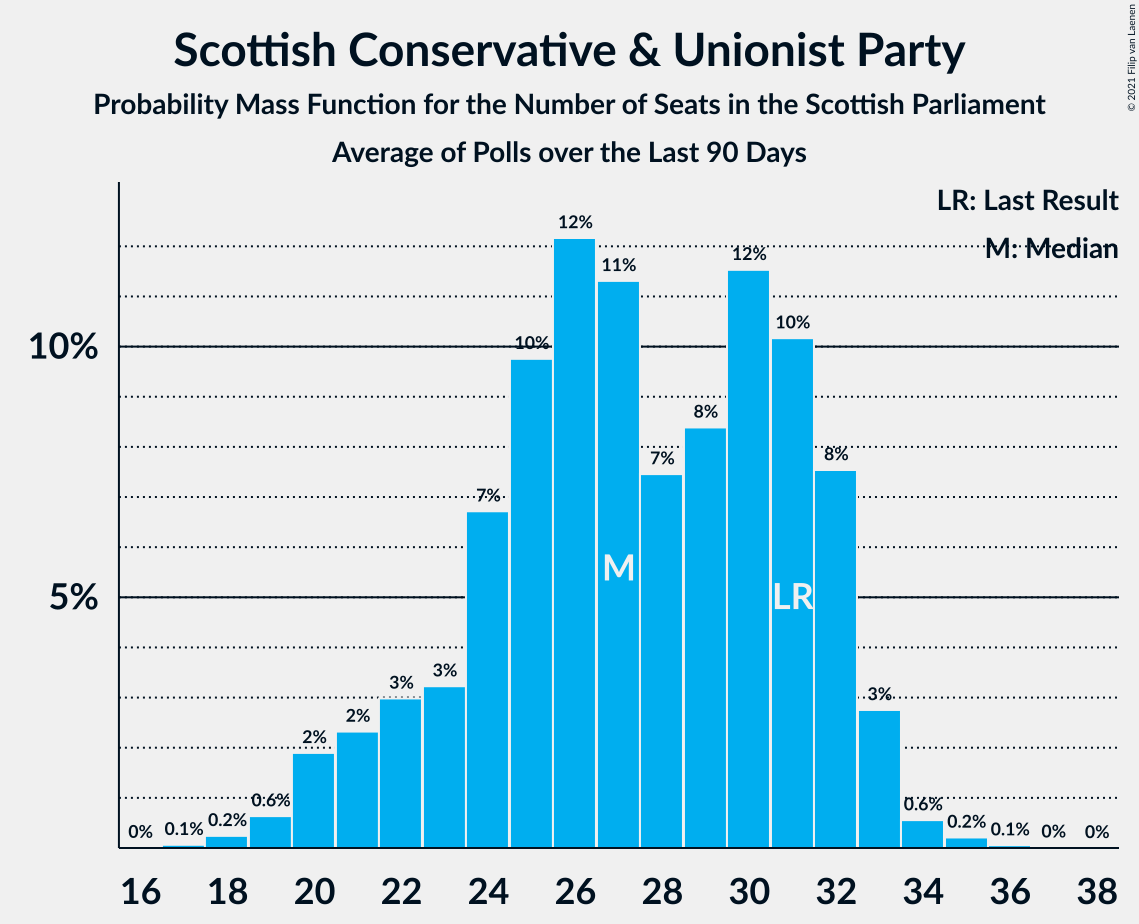 Scottish Conservative & Unionist Party
Probability Mass Function for the Number of Seats in the Scottish Parliament
Average of Polls over the Last 90 Days
© 2021 Filip van Laenen
LR: Last Result
M: Median
10%
5%
0%
0.1%
0.2%
0.6%
2%
2%
3%
3%
7%
10%
12%
11%
7%
8%
12%
10%
8%
3%
0.6%
0.2%
0.1%
0%
0%
M
LR
16 18 20 22 24 26 28 30 32 34 36 38